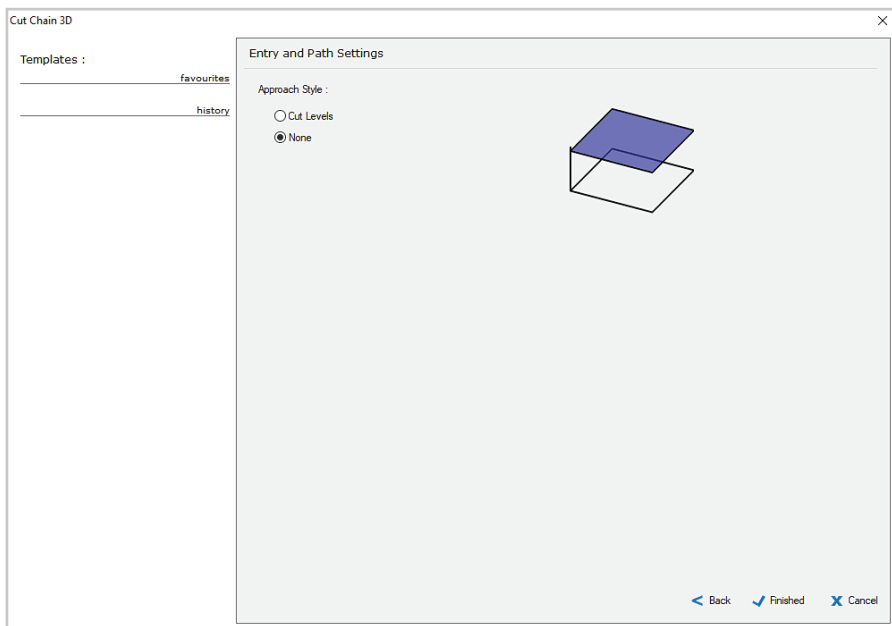 Cut Chain 3D
Templates :
favourites
history
Entry and Path Settings
Approach Style :
Cut Levels
None
Back
Finished
Cancel